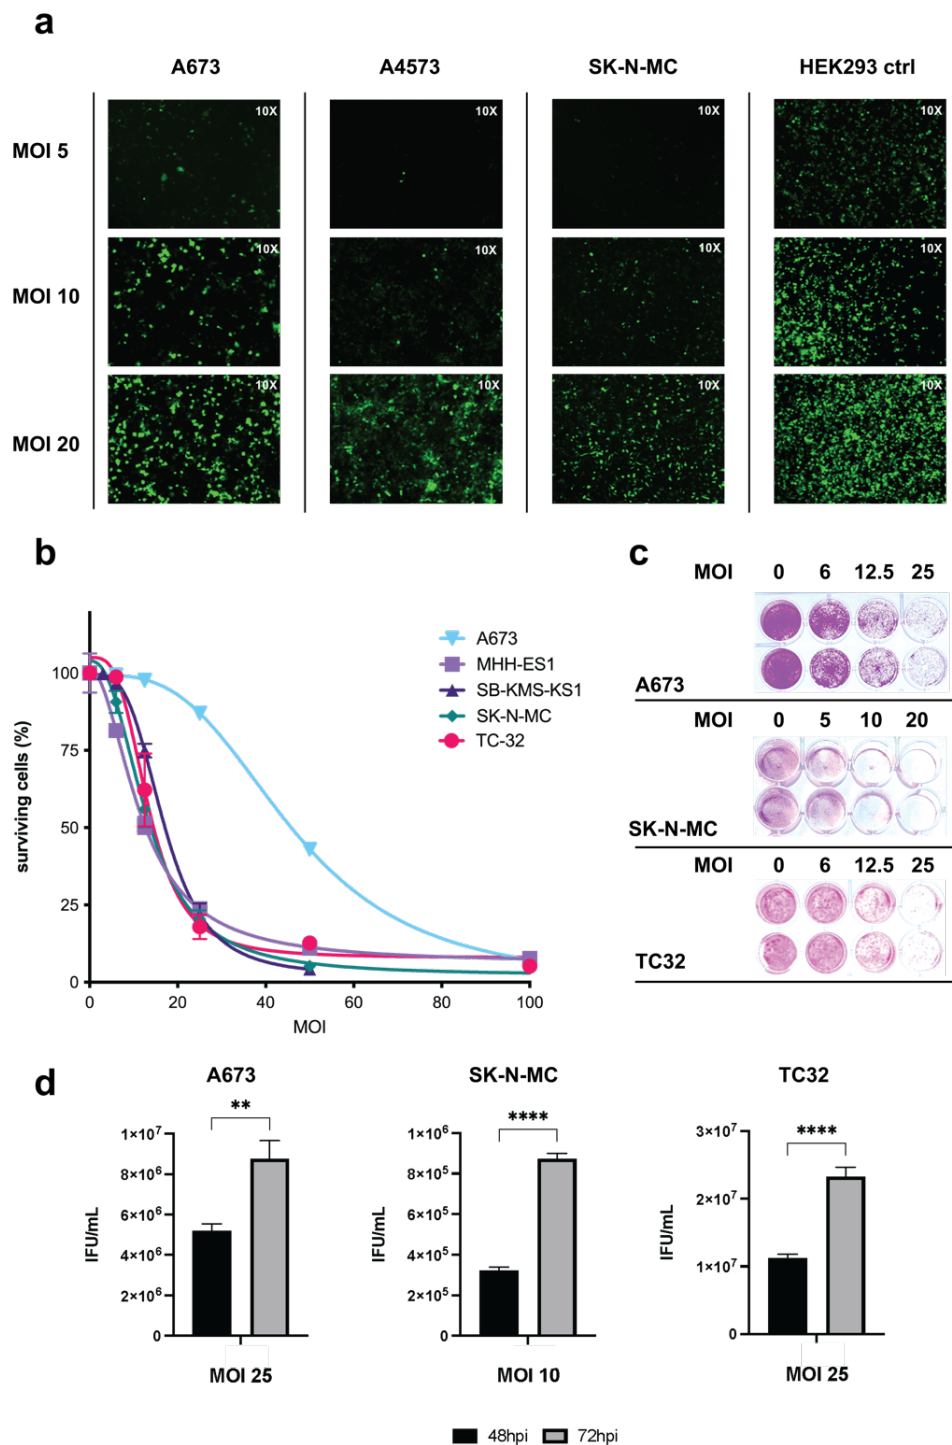 a
A673 A4573 SK-N-MC HEK293 ctrl
MOI 5 10X 10X 10X 10X
MOI 10 10X 10X 10X 10X
MOI 20 10X 10X 10X 10X
b
surviving cells (%)
100
75
50
25
0
0 20 40 60 80 100
MOI
A673
MHH-ES1
SB-KMS-KS1
SK-N-MC
TC-32
c
MOI 0 6 12.5 25
A673
MOI 0 5 10 20
SK-N-MC
MOI 0 6 12.5 25
TC32
d
A673
**
IFU/mL
1×10⁷
8×10⁶
6×10⁶
4×10⁶
2×10⁶
0
MOI 25
SK-N-MC
****
IFU/mL
1×10⁶
8×10⁵
6×10⁵
4×10⁵
2×10⁵
0
MOI 10
TC32
****
IFU/mL
3×10⁷
2×10⁷
1×10⁷
0
MOI 25
48hpi 72hpi